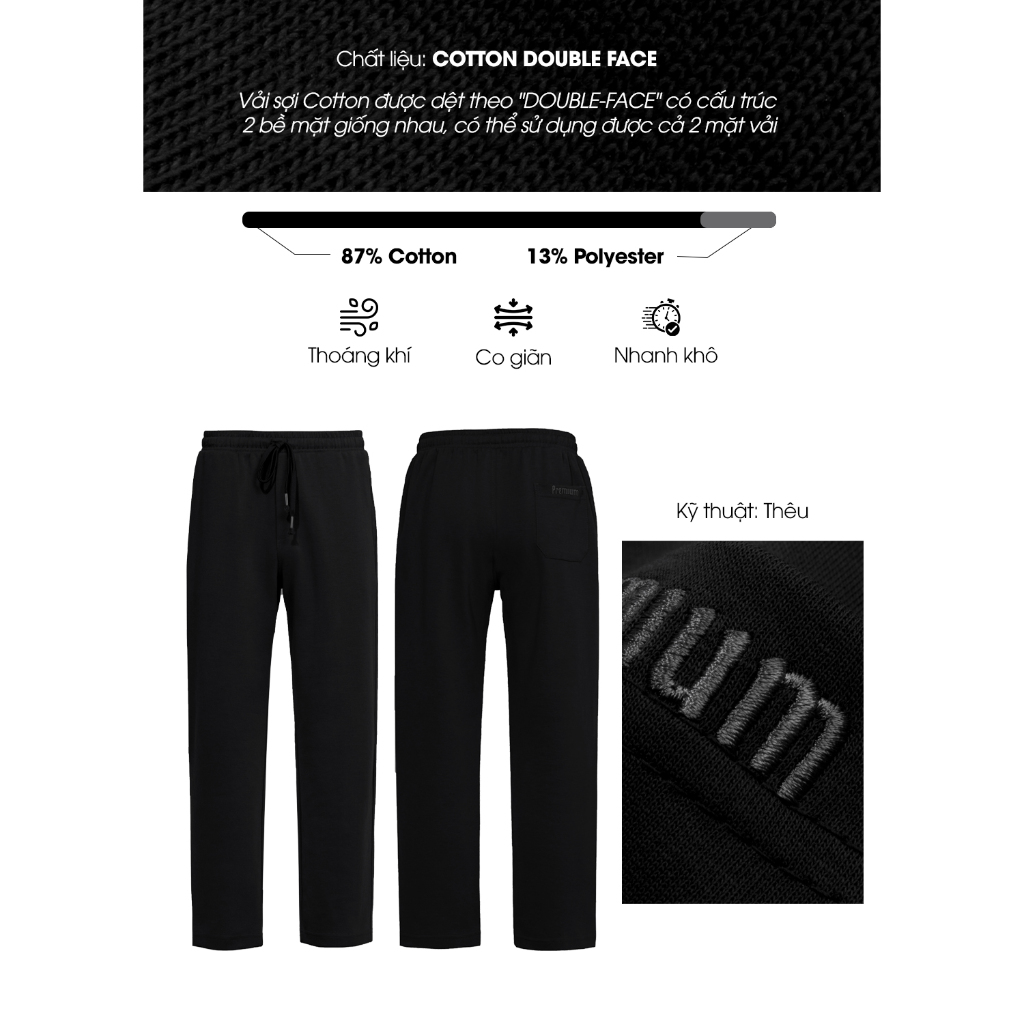 Chất liệu: COTTON DOUBLE FACE
Vải sợi Cotton được dệt theo "DOUBLE-FACE" có cấu trúc
2 bề mặt giống nhau, có thể sử dụng được cả 2 mặt vải
87% Cotton
13% Polyester
Thoáng khí
Co giãn
Nhanh khô
Kỹ thuật: Thêu